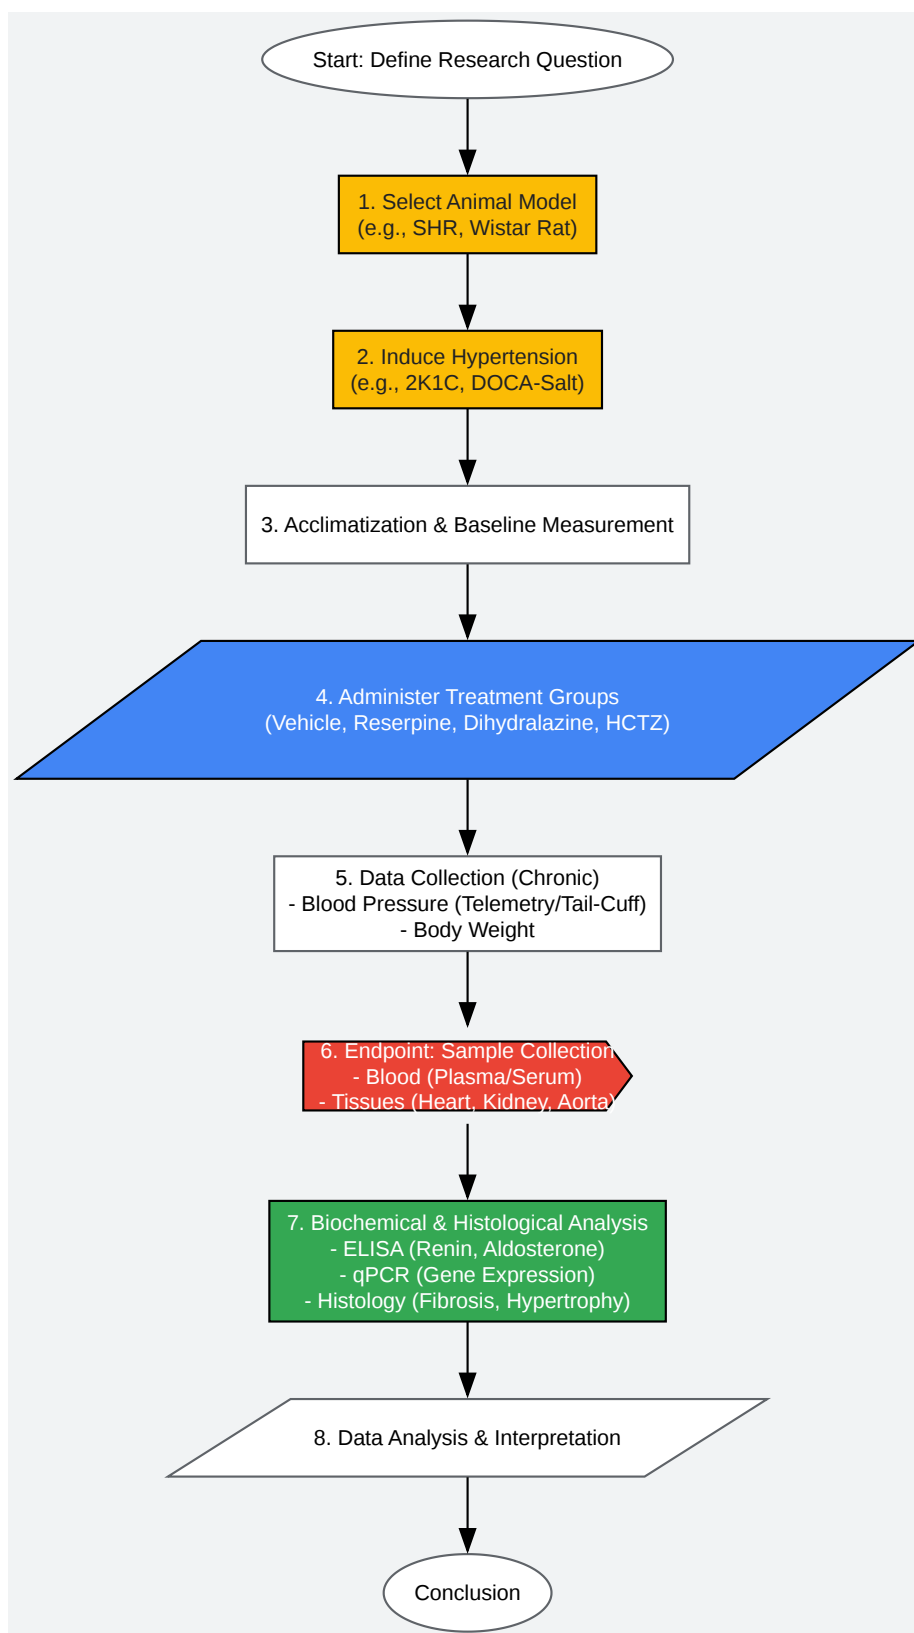 Start: Define Research Question
1. Select Animal Model
(e.g., SHR, Wistar Rat)
2. Induce Hypertension
(e.g., 2K1C, DOCA-Salt)
3. Acclimatization & Baseline Measurement
4. Administer Treatment Groups
(Vehicle, Reserpine, Dihydralazine, HCTZ)
5. Data Collection (Chronic)
- Blood Pressure (Telemetry/Tail-Cuff)
- Body Weight
6. Endpoint: Sample Collection
- Blood (Plasma/Serum)
- Tissues (Heart, Kidney, Aorta)
7. Biochemical & Histological Analysis
- ELISA (Renin, Aldosterone)
- qPCR (Gene Expression)
- Histology (Fibrosis, Hypertrophy)
8. Data Analysis & Interpretation
Conclusion